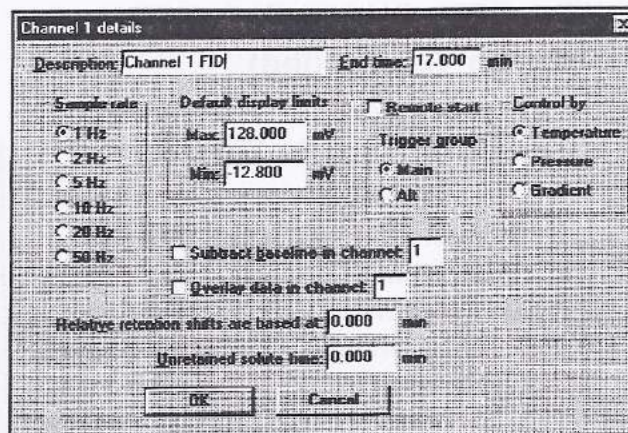 Channel 1 details
Description: Channel 1 FID End time: 17.000 min
Sample rate
1 Hz
2 Hz
5 Hz
10 Hz
20 Hz
50 Hz
Default display limits
Max: 128.000 mV
Min: -12.800 mV
Remote start
Trigger group
Main
Alt
Control by
Temperature
Pressure
Gradient
Subtract baseline in channel: 1
Overlay data in channel: 1
Relative retention shifts are based at: 0.000 min
Unretained solute time: 0.000 min
OK Cancel